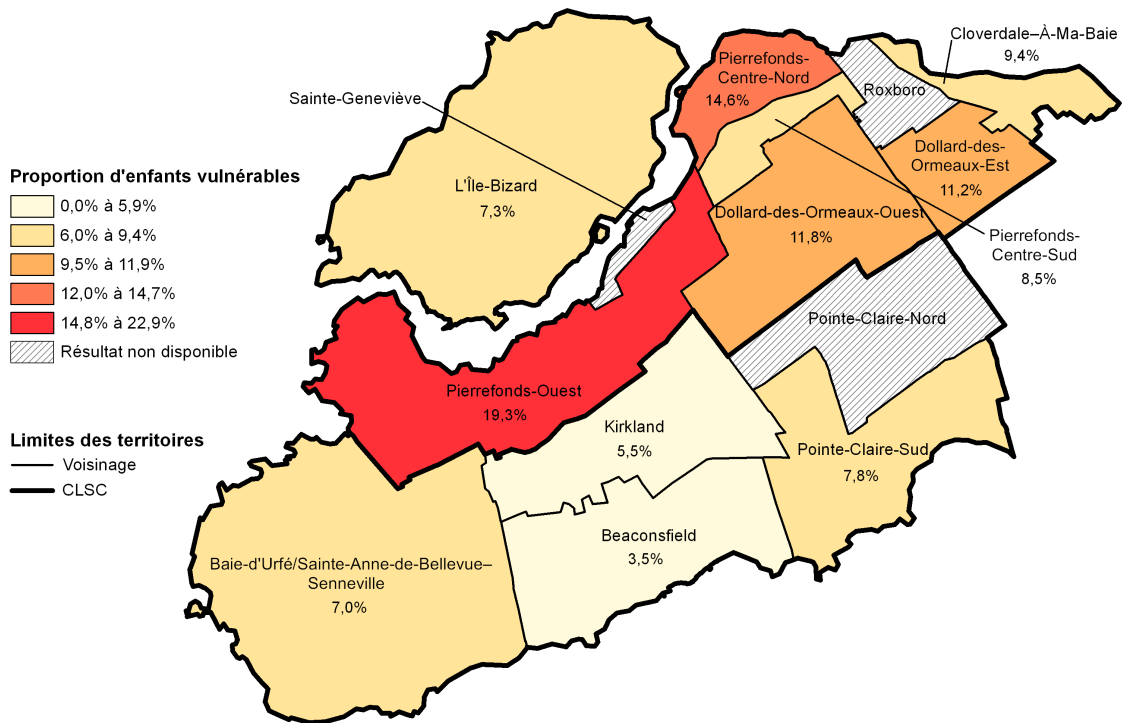 Cloverdale–À-Ma-Baie
9,4%
Pierrefonds-
Centre-Nord
14,6%
Roxboro
Sainte-Geneviève
Dollard-des-
Ormeaux-Est
11,2%
Proportion d'enfants vulnérables
0,0% à 5,9%
6,0% à 9,4%
9,5% à 11,9%
12,0% à 14,7%
14,8% à 22,9%
Résultat non disponible
L'Île-Bizard
7,3%
Dollard-des-Ormeaux-Ouest
11,8%
Pierrefonds-
Centre-Sud
8,5%
Pointe-Claire-Nord
Pierrefonds-Ouest
19,3%
Limites des territoires
Voisinage
CLSC
Kirkland
5,5%
Pointe-Claire-Sud
7,8%
Beaconsfield
3,5%
Baie-d'Urfé/Sainte-Anne-de-Bellevue–
Senneville
7,0%